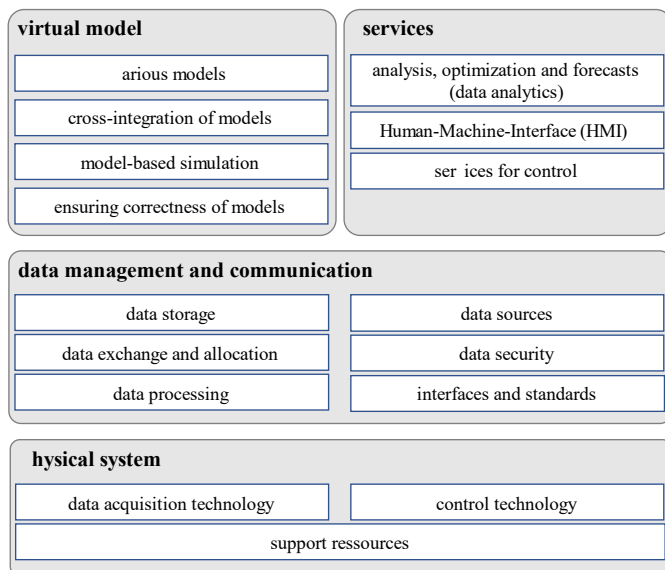 virtual model
arious models
cross-integration of models
model-based simulation
ensuring correctness of models
services
analysis, optimization and forecasts
(data analytics)
Human-Machine-Interface (HMI)
ser ices for control
data management and communication
data storage
data sources
data exchange and allocation
data security
data processing
interfaces and standards
hysical system
data acquisition technology
control technology
support ressources